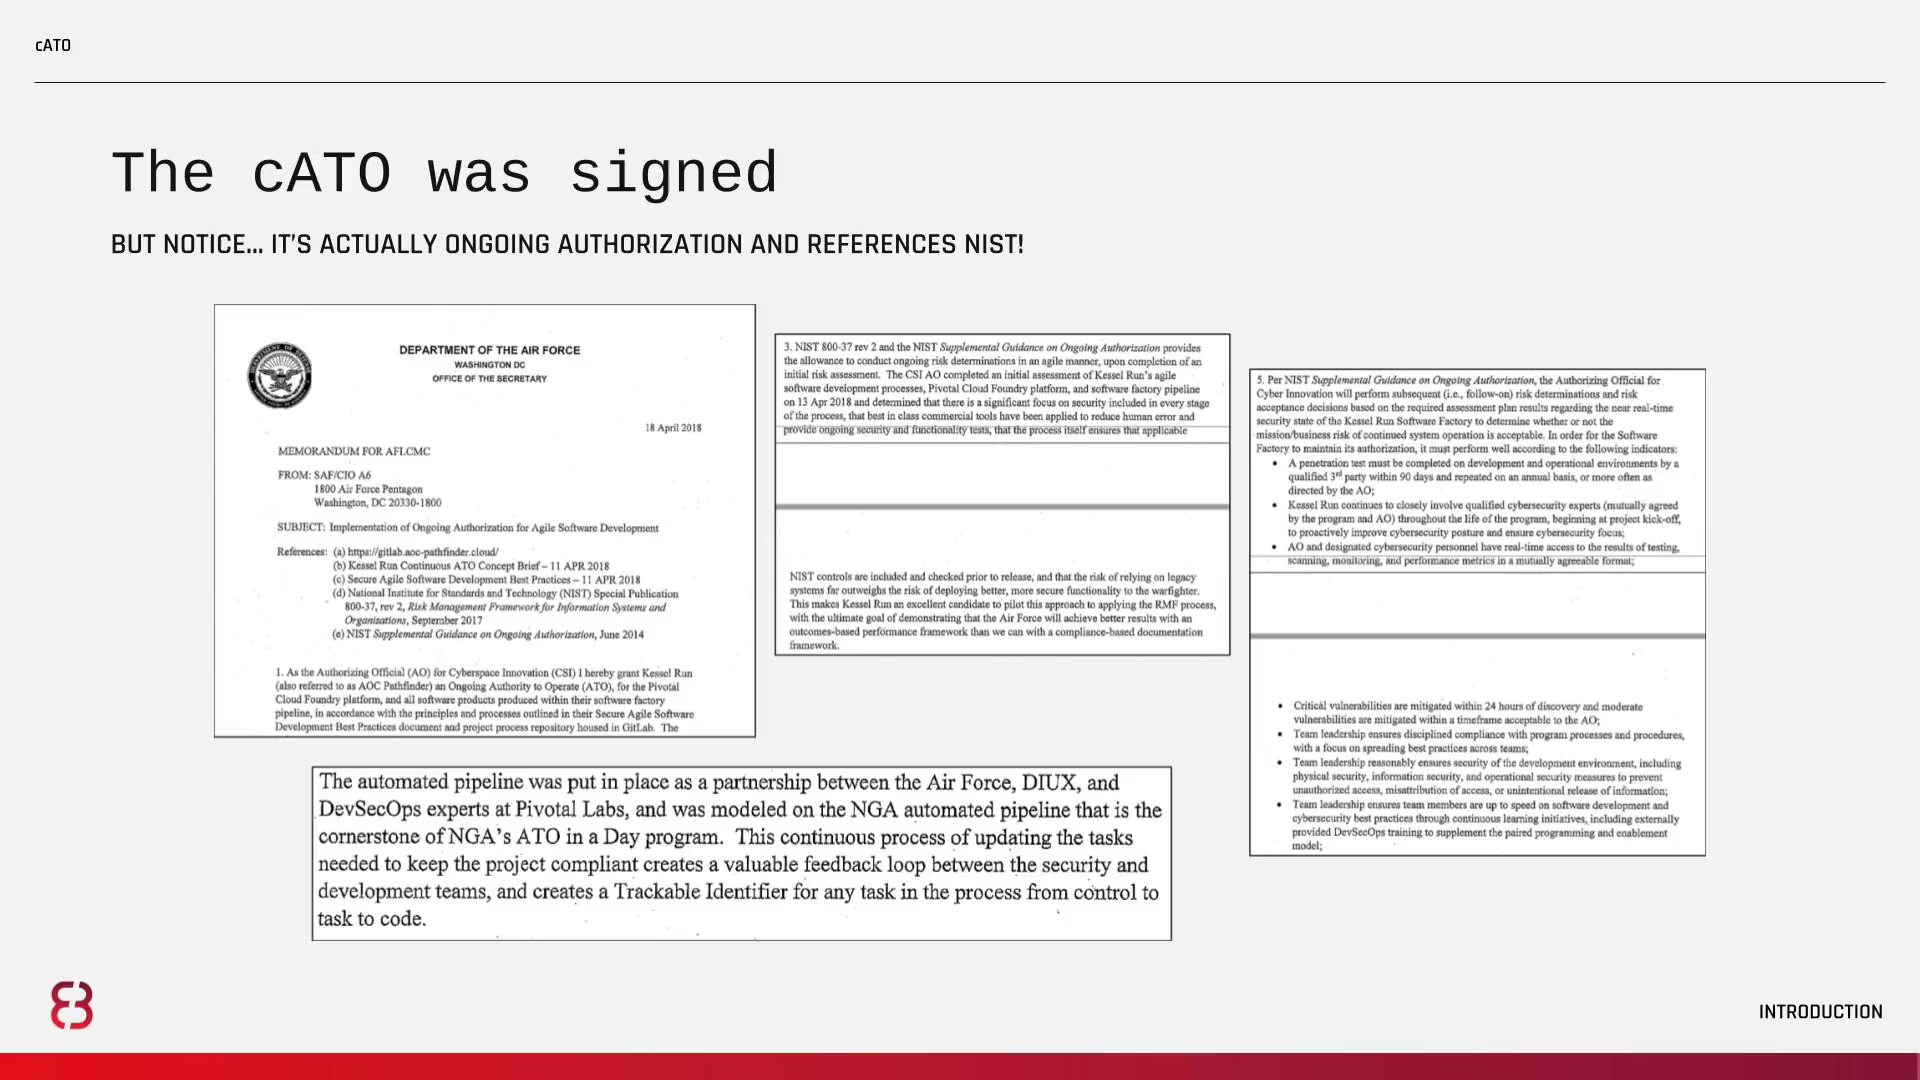 cATO
The cATO was signed
BUT NOTICE... IT'S ACTUALLY ONGOING AUTHORIZATION AND REFERENCES NIST!
DEPARTMENT OF THE AIR FORCE
WASHINGTON DC
OFFICE OF THE SECRETARY
18 April 2018
MEMORANDUM FOR AFLCMC
FROM: SAF/CIO A6
1800 Air Force Pentagon
Washington, DC 20330-1800
SUBJECT: Implementation of Ongoing Authorization for Agile Software Development
References: (a) https://gitlab.aoc-pathfinder.cloud/
(b) Kessel Run Continuous ATO Concept Brief – 11 APR 2018
(c) Secure Agile Software Development Best Practices – 11 APR 2018
(d) National Institute for Standards and Technology (NIST) Special Publication
800-37, rev 2, Risk Management Framework for Information Systems and
Organizations, September 2017
(e) NIST Supplemental Guidance on Ongoing Authorization, June 2014
1. As the Authorizing Official (AO) for Cyberspace Innovation (CSI) I hereby grant Kessel Run
(also referred to as AOC Pathfinder) an Ongoing Authority to Operate (ATO), for the Pivotal
Cloud Foundry platform, and all software products produced within their software factory
pipeline, in accordance with the principles and processes outlined in their Secure Agile Software
Development Best Practices document and project process repository housed in GitLab. The
3. NIST 800-37 rev 2 and the NIST Supplemental Guidance on Ongoing Authorization provides
the allowance to conduct ongoing risk determinations in an agile manner, upon completion of an
initial risk assessment. The CSI AO completed an initial assessment of Kessel Run's agile
software development processes, Pivotal Cloud Foundry platform, and software factory pipeline
on 13 Apr 2018 and determined that there is a significant focus on security included in every stage
of the process, that best in class commercial tools have been applied to reduce human error and
provide ongoing security and functionality tests, that the process itself ensures that applicable
NIST controls are included and checked prior to release, and that the risk of relying on legacy
systems far outweighs the risk of deploying better, more secure functionality to the warfighter.
This makes Kessel Run an excellent candidate to pilot this approach to applying the RMF process,
with the ultimate goal of demonstrating that the Air Force will achieve better results with an
outcomes-based performance framework than we can with a compliance-based documentation
framework.
5. Per NIST Supplemental Guidance on Ongoing Authorization, the Authorizing Official for
Cyber Innovation will perform subsequent (i.e., follow-on) risk determinations and risk
acceptance decisions based on the required assessment plan results regarding the near real-time
security state of the Kessel Run Software Factory to determine whether or not the
mission/business risk of continued system operation is acceptable. In order for the Software
Factory to maintain its authorization, it must perform well according to the following indicators:
• A penetration test must be completed on development and operational environments by a
qualified 3rd party within 90 days and repeated on an annual basis, or more often as
directed by the AO;
• Kessel Run continues to closely involve qualified cybersecurity experts (mutually agreed
by the program and AO) throughout the life of the program, beginning at project kick-off,
to proactively improve cybersecurity posture and ensure cybersecurity focus;
• AO and designated cybersecurity personnel have real-time access to the results of testing,
scanning, monitoring, and performance metrics in a mutually agreeable format;
• Critical vulnerabilities are mitigated within 24 hours of discovery and moderate
vulnerabilities are mitigated within a timeframe acceptable to the AO;
• Team leadership ensures disciplined compliance with program processes and procedures,
with a focus on spreading best practices across teams;
• Team leadership reasonably ensures security of the development environment, including
physical security, information security, and operational security measures to prevent
unauthorized access, misattribution of access, or unintentional release of information;
• Team leadership ensures team members are up to speed on software development and
cybersecurity best practices through continuous learning initiatives, including externally
provided DevSecOps training to supplement the paired programming and enablement
model;
The automated pipeline was put in place as a partnership between the Air Force, DIUX, and
DevSecOps experts at Pivotal Labs, and was modeled on the NGA automated pipeline that is the
cornerstone of NGA's ATO in a Day program. This continuous process of updating the tasks
needed to keep the project compliant creates a valuable feedback loop between the security and
development teams, and creates a Trackable Identifier for any task in the process from control to
task to code.
INTRODUCTION